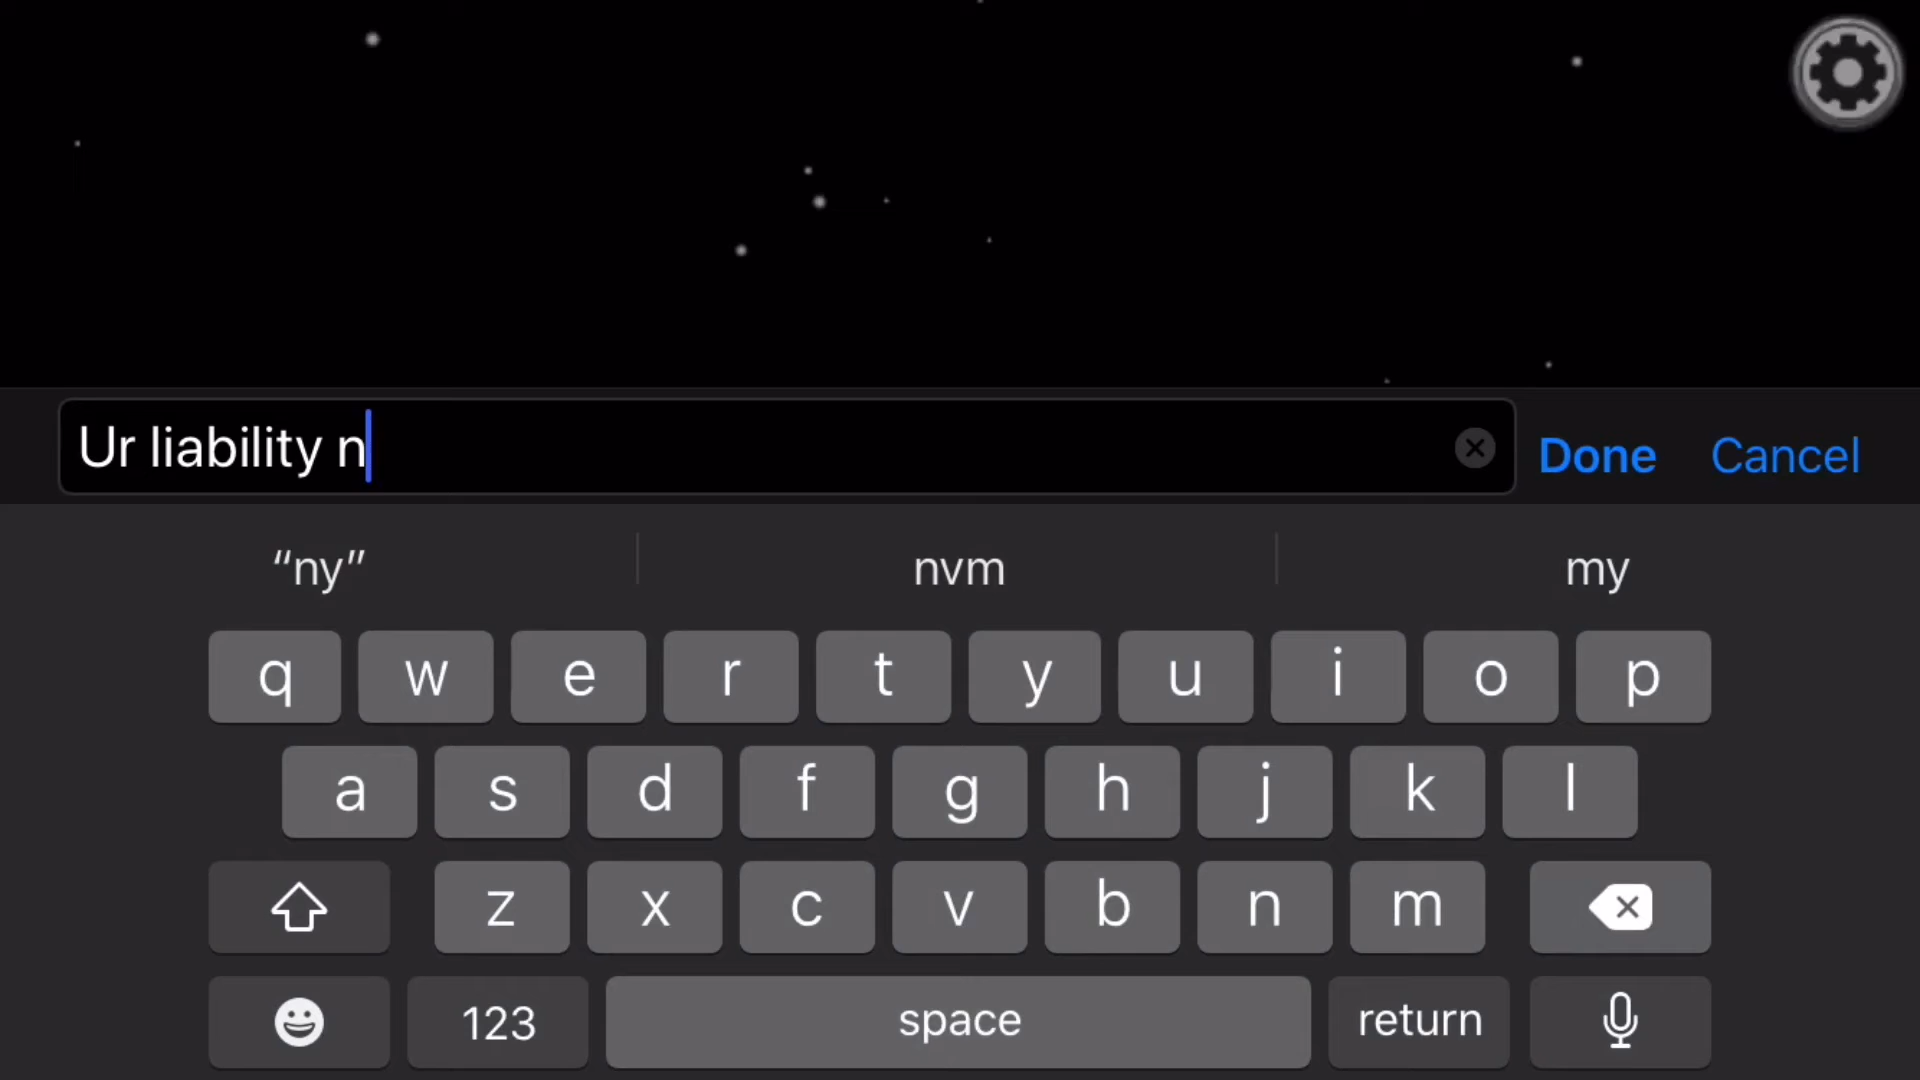 Ur liability n
Done
Cancel
“ny”
nvm
my
q w e r t y u i o p
a s d f g h j k l
z x c v b n m
123
space
return